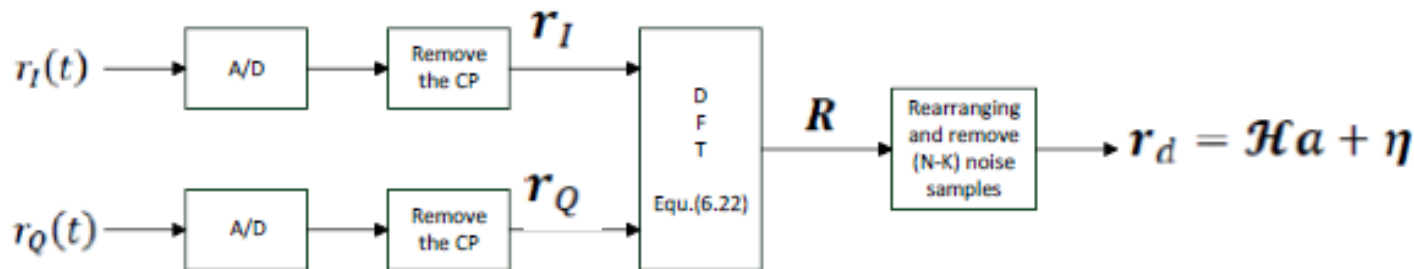 r_I(t)
A/D
Remove
the CP
𝒓_I
D
F
T
Equ.(6.22)
𝑹
Rearranging
and remove
(N-K) noise
samples
𝒓_d = 𝓗𝒂 + 𝜼
r_Q(t)
A/D
Remove
the CP
𝒓_Q